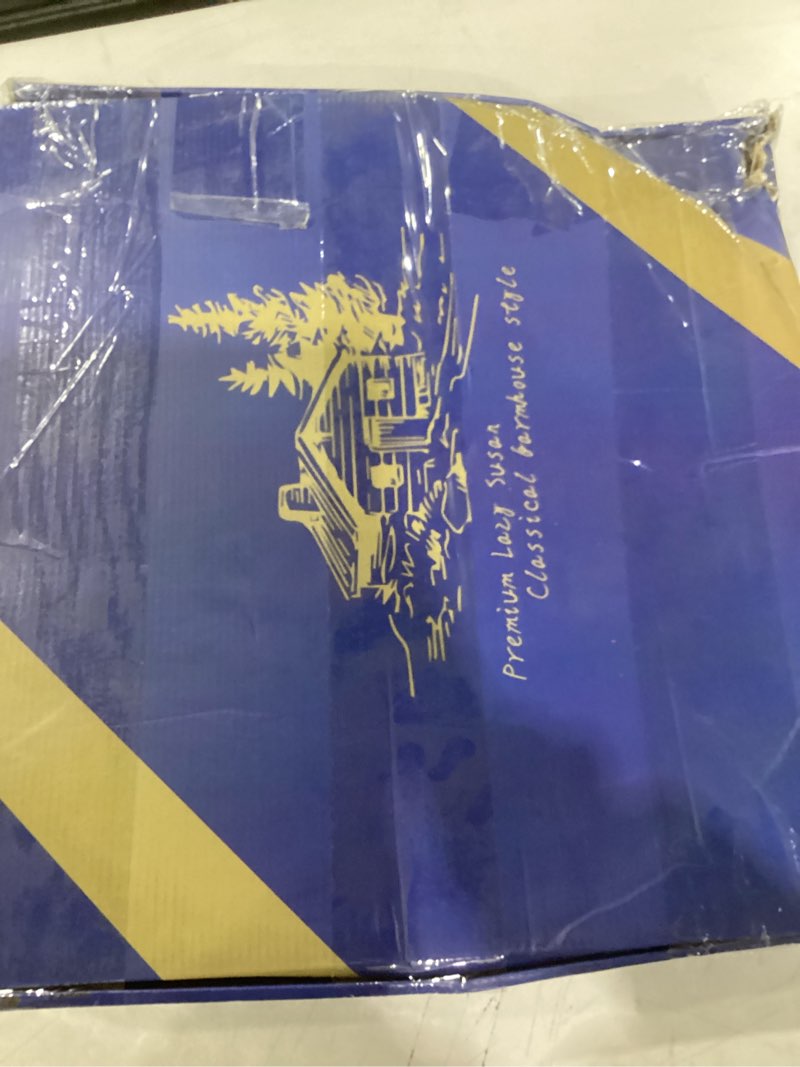 Premium Lazy Susan
Classical farmhouse style